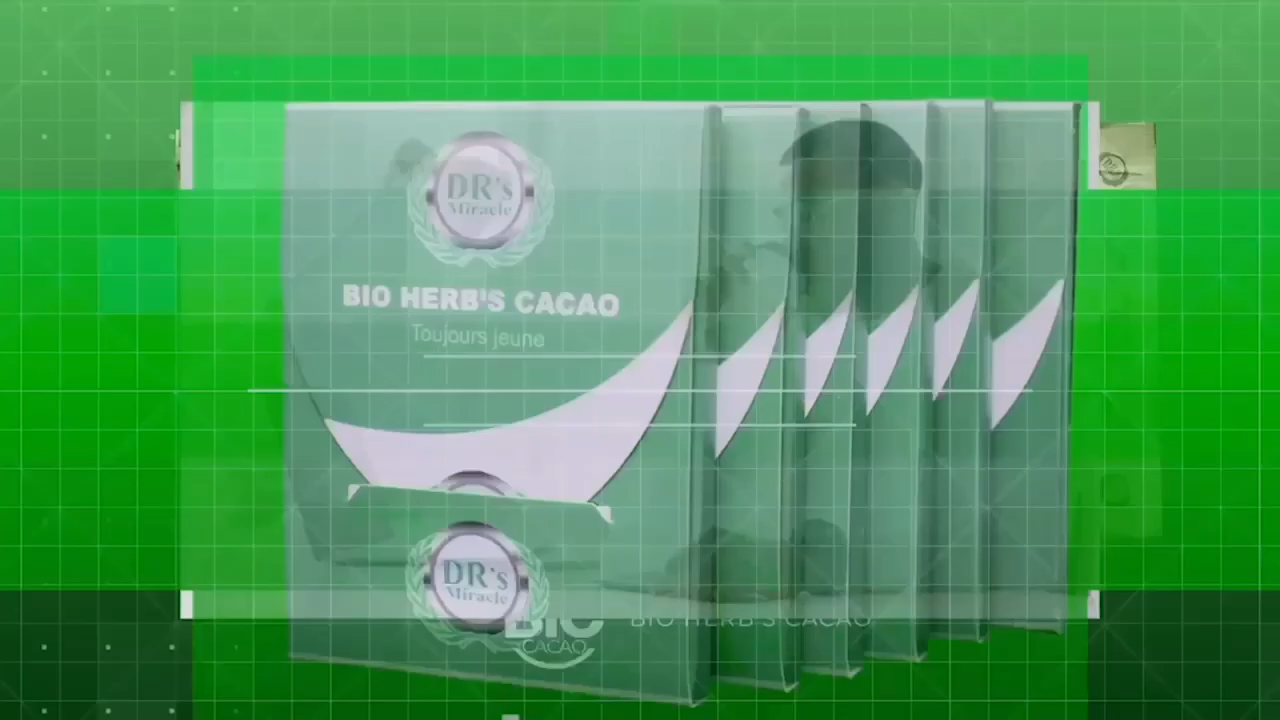 DR's
Miracle
BIO HERB'S CACAO
Toujours jeune
DR's
Miracle
BIO
CACAO
BIO HERB'S CACAO